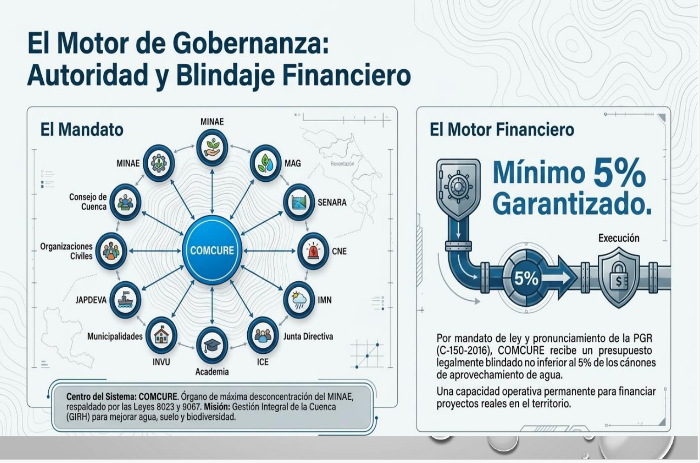 El Motor de Gobernanza:
Autoridad y Blindaje Financiero
El Mandato
MINAE
MINAE
MAG
Consejo de
Cuenca
SENARA
Organizaciones
Civiles
COMCURE
CNE
JAPDEVA
IMN
Municipalidades
Junta Directiva
INVU
ICE
Academia
Centro del Sistema: COMCURE. Órgano de máxima desconcentración del MINAE,
respaldado por las Leyes 8023 y 9067. Misión: Gestión Integral de la Cuenca
(GIRH) para mejorar agua, suelo y biodiversidad.
El Motor Financiero
Mínimo 5%
Garantizado.
Ejecución
5%
$
Por mandato de ley y pronunciamiento de la PGR
(C-150-2016), COMCURE recibe un presupuesto
legalmente blindado no inferior al 5% de los cánones
de aprovechamiento de agua.
Una capacidad operativa permanente para financiar
proyectos reales en el territorio.